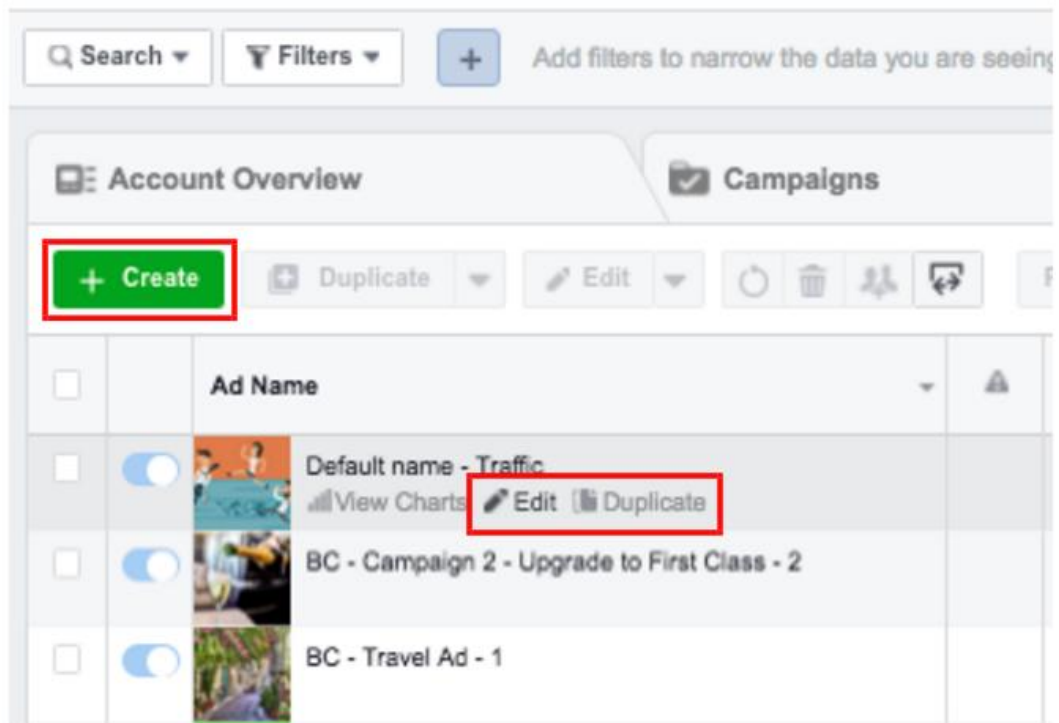 Search Filters + Add filters to narrow the data you are seeing
Account Overview Campaigns
+ Create Duplicate Edit
Ad Name
Default name - Traffic
View Charts Edit Duplicate
BC - Campaign 2 - Upgrade to First Class - 2
BC - Travel Ad - 1